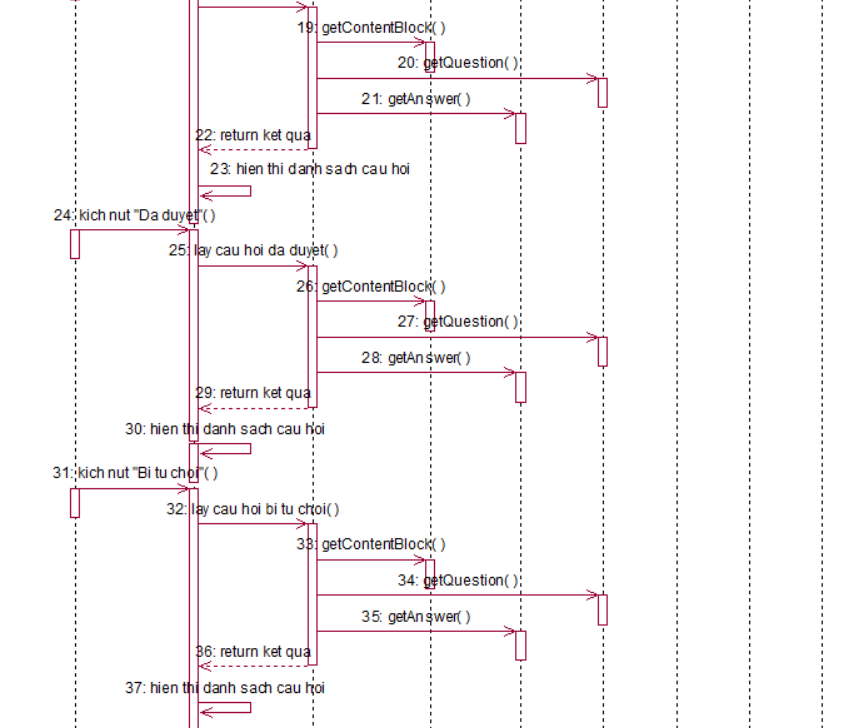 19: getContentBlock( )
20: getQuestion( )
21: getAnswer( )
22: return ket qua
23: hien thi danh sach cau hoi
24: kich nut "Da duyet"( )
25: lay cau hoi da duyet( )
26: getContentBlock( )
27: getQuestion( )
28: getAnswer( )
29: return ket qua
30: hien thi danh sach cau hoi
31: kich nut "Bi tu choi"( )
32: lay cau hoi bi tu choi( )
33: getContentBlock( )
34: getQuestion( )
35: getAnswer( )
36: return ket qua
37: hien thi danh sach cau hoi